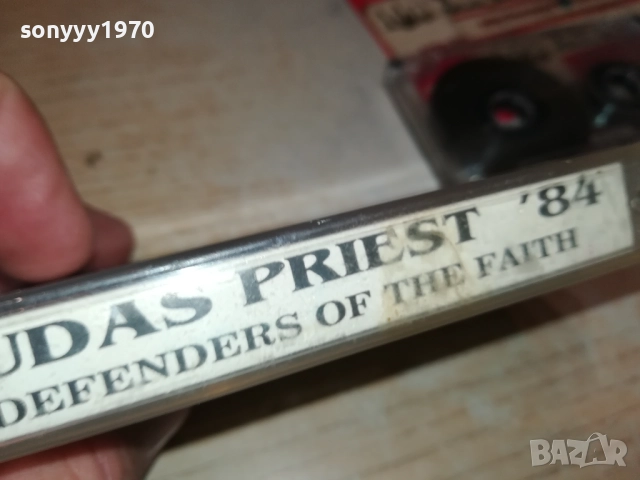 sonyyy1970
UDAS PRIEST '84
DEFENDERS OF THE FAITH
BAZAR